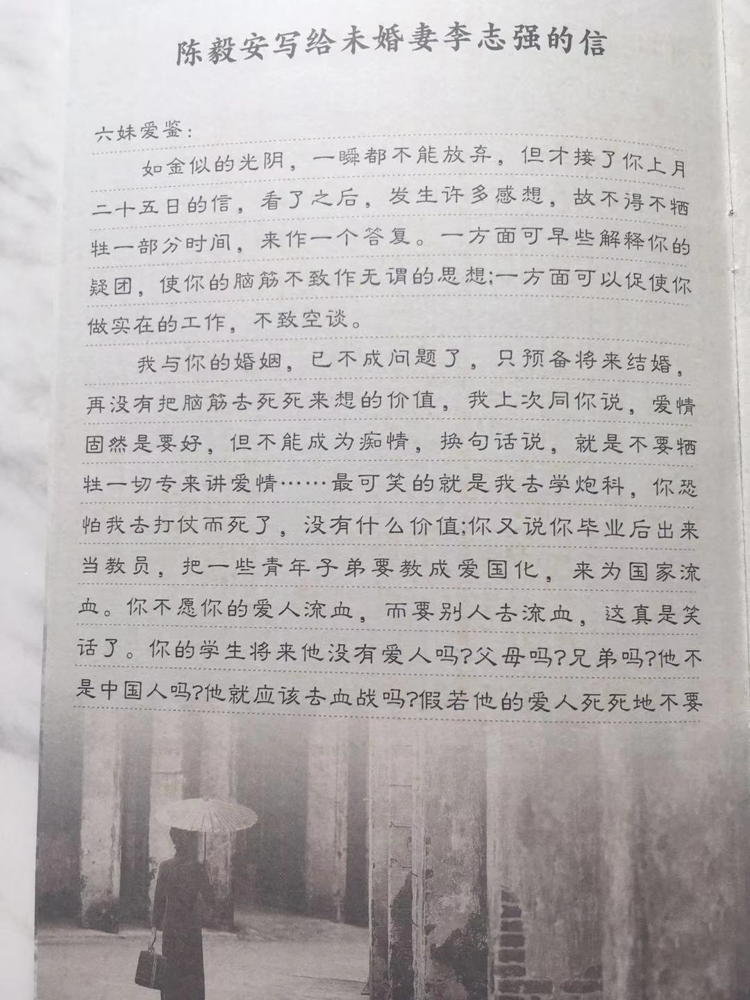 陈毅安写给未婚妻李志强的信
六妹爱鉴：
如金似的光阴，一瞬都不能放弃，但才接了你上月
二十五日的信，看了之后，发生许多感想，故不得不牺
牲一部分时间，来作一个答复。一方面可早些解释你的
疑团，使你的脑筋不致作无谓的思想;一方面可以促使你
做实在的工作，不致空谈。
我与你的婚姻，已不成问题了，只预备将来结婚，
再没有把脑筋去死死来想的价值，我上次同你说，爱情
固然是要好，但不能成为痴情，换句话说，就是不要牺
牲一切专来讲爱情……最可笑的就是我去学炮科，你恐
怕我去打仗而死了，没有什么价值;你又说你毕业后出来
当教员，把一些青年子弟要教成爱国化，来为国家流
血。你不愿你的爱人流血，而要别人去流血，这真是笑
话了。你的学生将来他没有爱人吗?父母吗?兄弟吗?他不
是中国人吗?他就应该去血战吗?假若他的爱人死死地不要